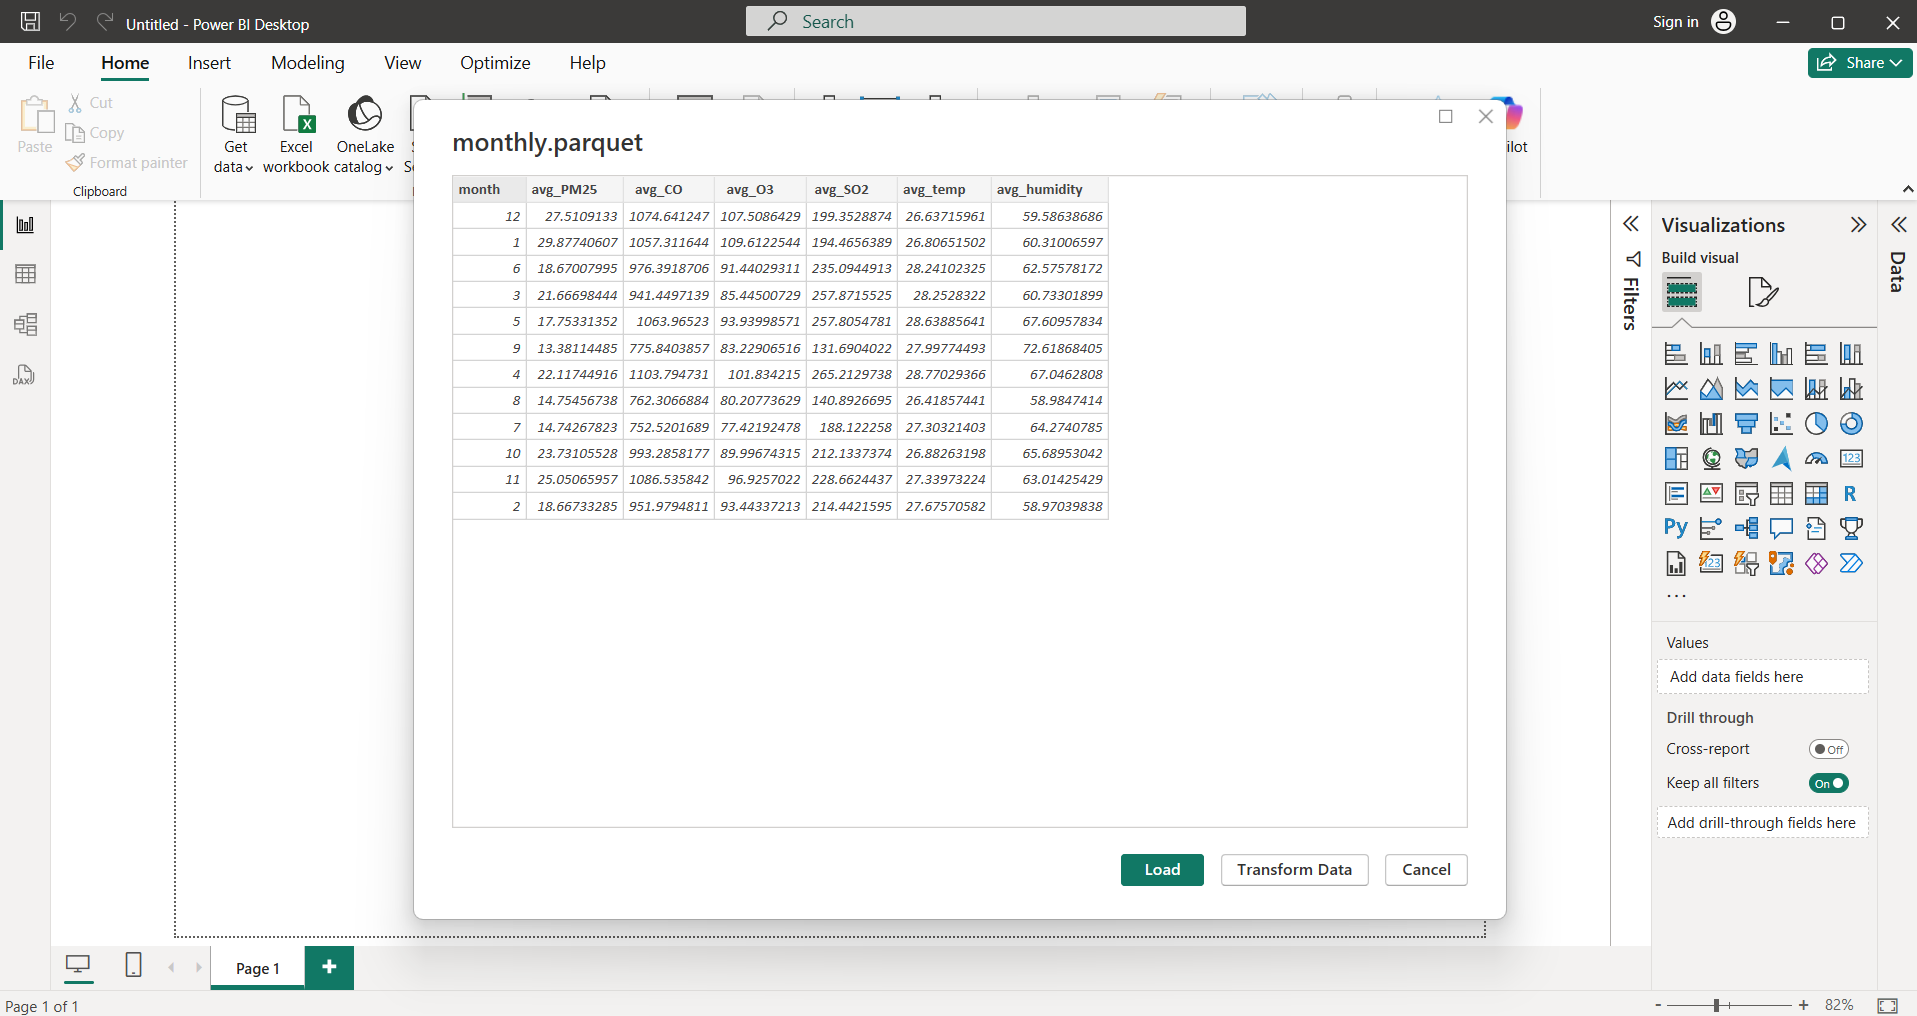 Untitled - Power BI Desktop
Search
Sign in
File Home Insert Modeling View Optimize Help
Share
Paste
Cut
Copy
Format painter
Clipboard
Get data
Excel workbook
OneLake catalog
ilot
monthly.parquet
month avg_PM25 avg_CO avg_O3 avg_SO2 avg_temp avg_humidity
12 27.5109133 1074.641247 107.5086429 199.3528874 26.63715961 59.58638686
1 29.87740607 1057.311644 109.6122544 194.4656389 26.80651502 60.31006597
6 18.67007995 976.3918706 91.44029311 235.0944913 28.24102325 62.57578172
3 21.66698444 941.4497139 85.44500729 257.8715525 28.2528322 60.73301899
5 17.75331352 1063.96523 93.93998571 257.8054781 28.63885641 67.60957834
9 13.38114485 775.8403857 83.22906516 131.6904022 27.99774493 72.61868405
4 22.11744916 1103.794731 101.834215 265.2129738 28.77029366 67.0462808
8 14.75456738 762.3066884 80.20773629 140.8926695 26.41857441 58.9847414
7 14.74267823 752.5201689 77.42192478 188.122258 27.30321403 64.2740785
10 23.73105528 993.2858177 89.99674315 212.1337374 26.88263198 65.68953042
11 25.05065957 1086.535842 96.9257022 228.6624437 27.33973224 63.01425429
2 18.66733285 951.9794811 93.44337213 214.4421595 27.67570582 58.97039838
Load
Transform Data
Cancel
Filters
Visualizations
Build visual
123
R
Py
123
...
Values
Add data fields here
Drill through
Cross-report
Off
Keep all filters
On
Add drill-through fields here
Data
DAX
Page 1
+
Page 1 of 1
- + 82%